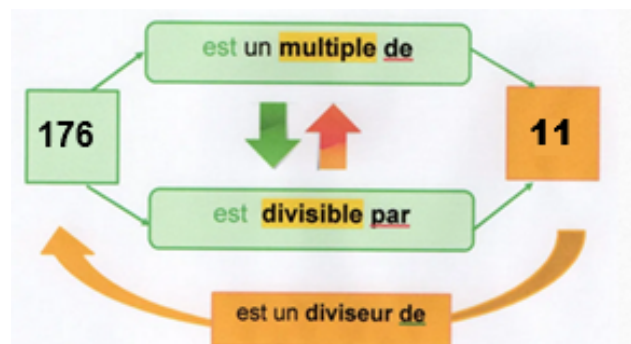 est un multiple de
176
11
est divisible par
est un diviseur de